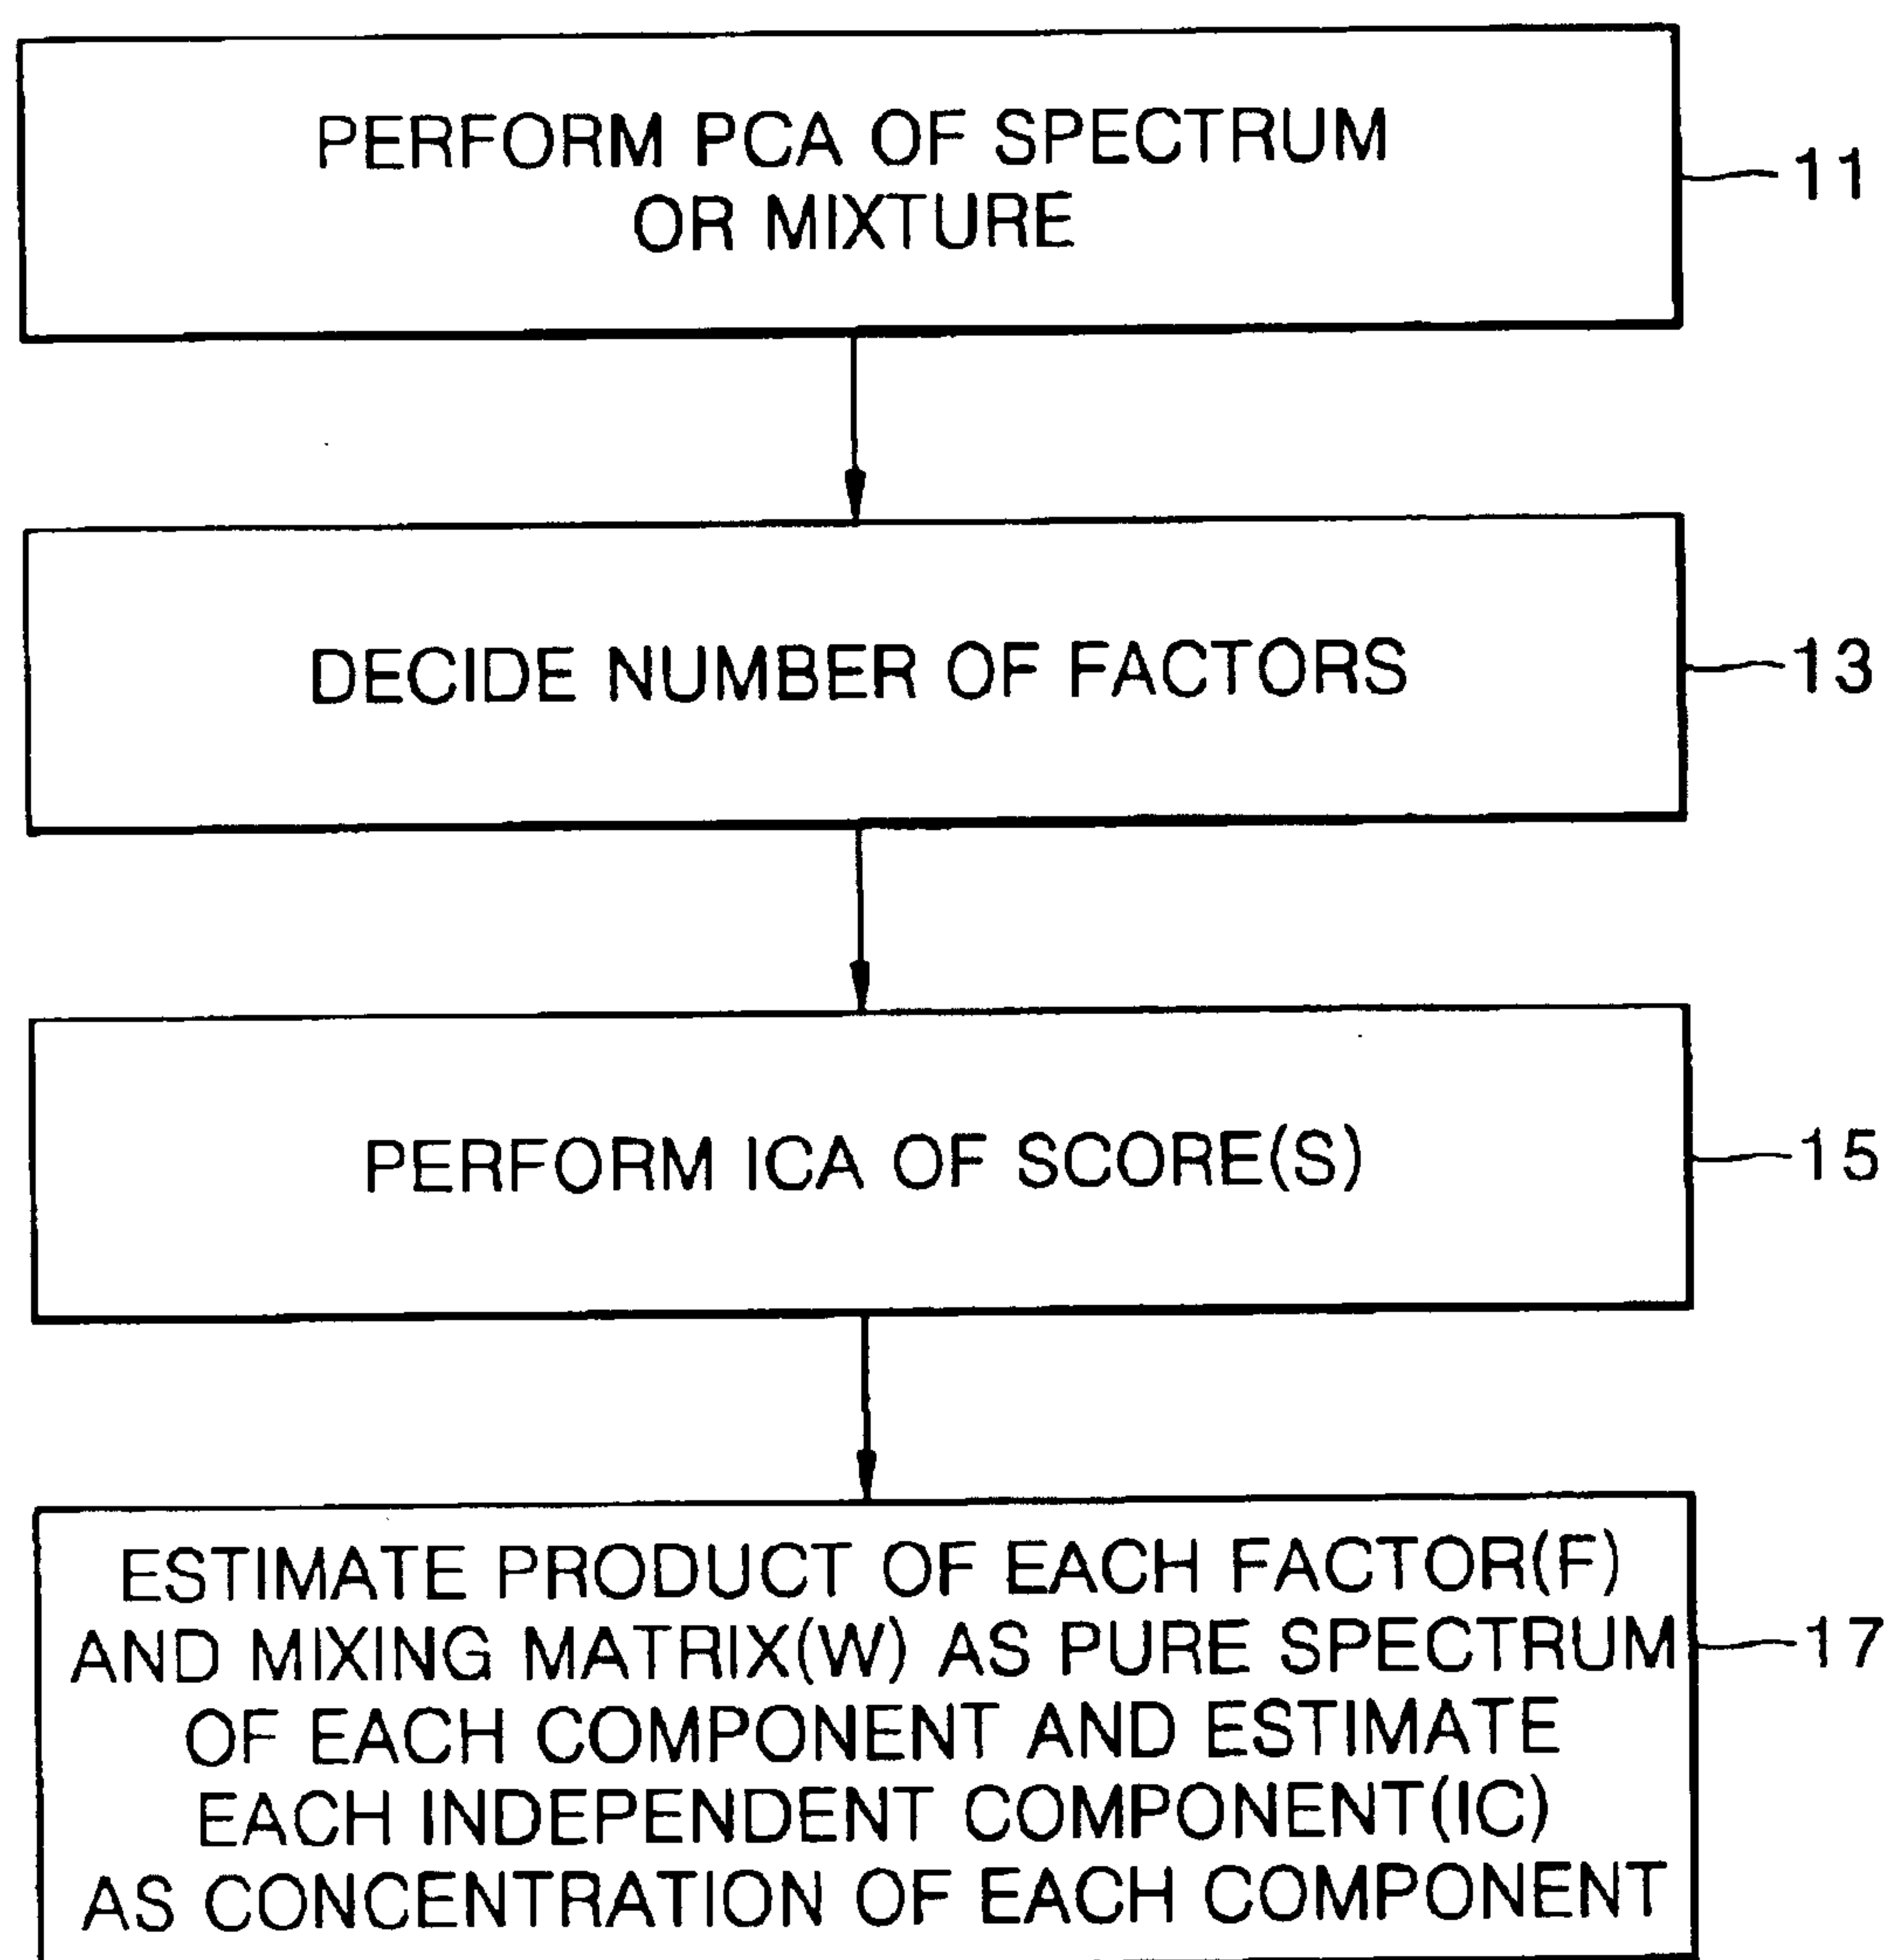 PERFORM PCA OF SPECTRUM
OR MIXTURE
11
DECIDE NUMBER OF FACTORS
13
PERFORM ICA OF SCORE(S)
15
ESTIMATE PRODUCT OF EACH FACTOR(F)
AND MIXING MATRIX(W) AS PURE SPECTRUM
17
OF EACH COMPONENT AND ESTIMATE
EACH INDEPENDENT COMPONENT(IC)
AS CONCENTRATION OF EACH COMPONENT